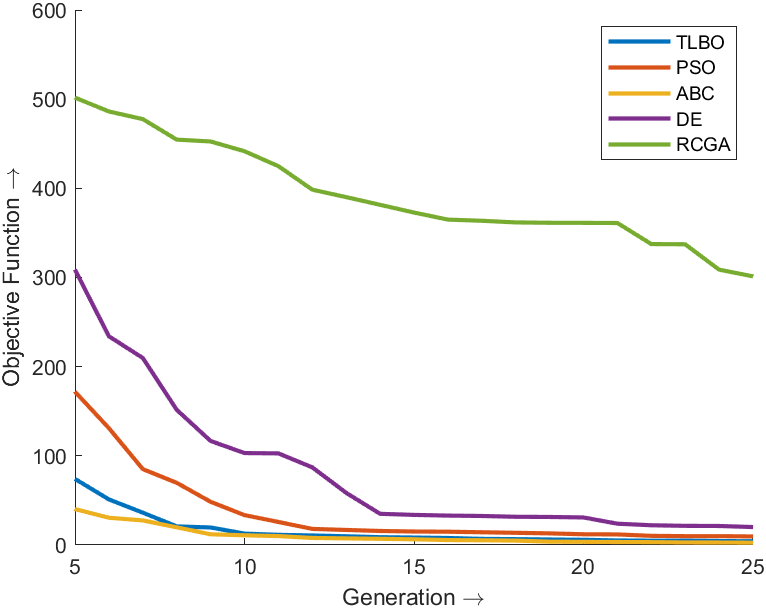 600
500
400
300
200
100
0
Objective Function →
5
10
15
20
25
Generation →
TLBO
PSO
ABC
DE
RCGA